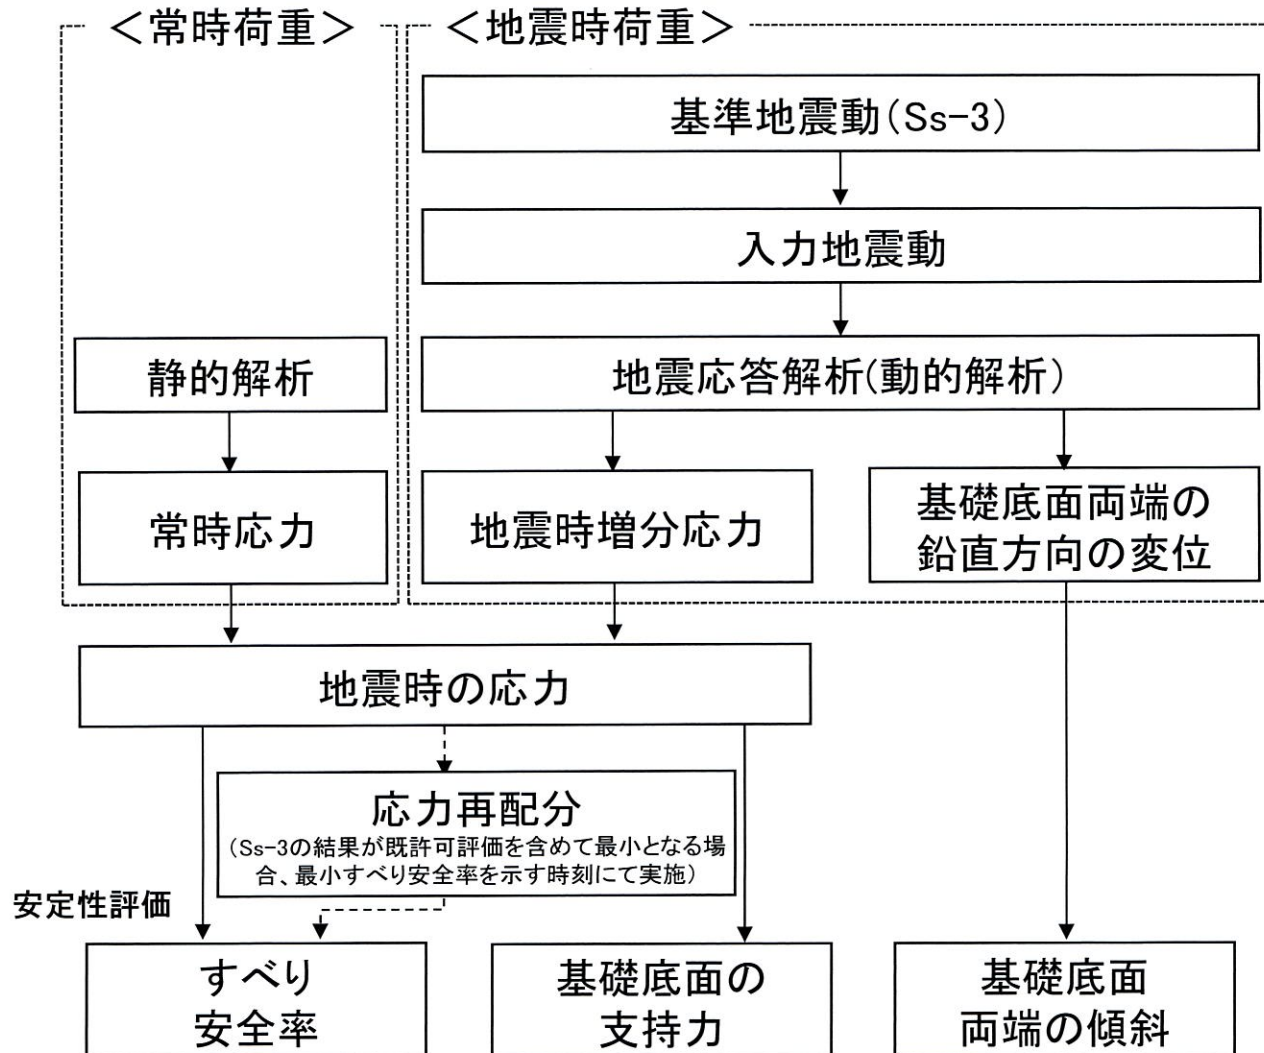 ＜常時荷重＞
＜地震時荷重＞
基準地震動（Ss-3）
入力地震動
静的解析
地震応答解析(動的解析）
常時応力
地震時増分応力
基礎底面両端の
鉛直方向の変位
地震時の応力
応力再配分
（Ss-3の結果が既許可評価を含めて最小となる場
合、最小すべり安全率を示す時刻にて実施）
安定性評価
すべり
安全率
基礎底面の
支持力
基礎底面
両端の傾斜